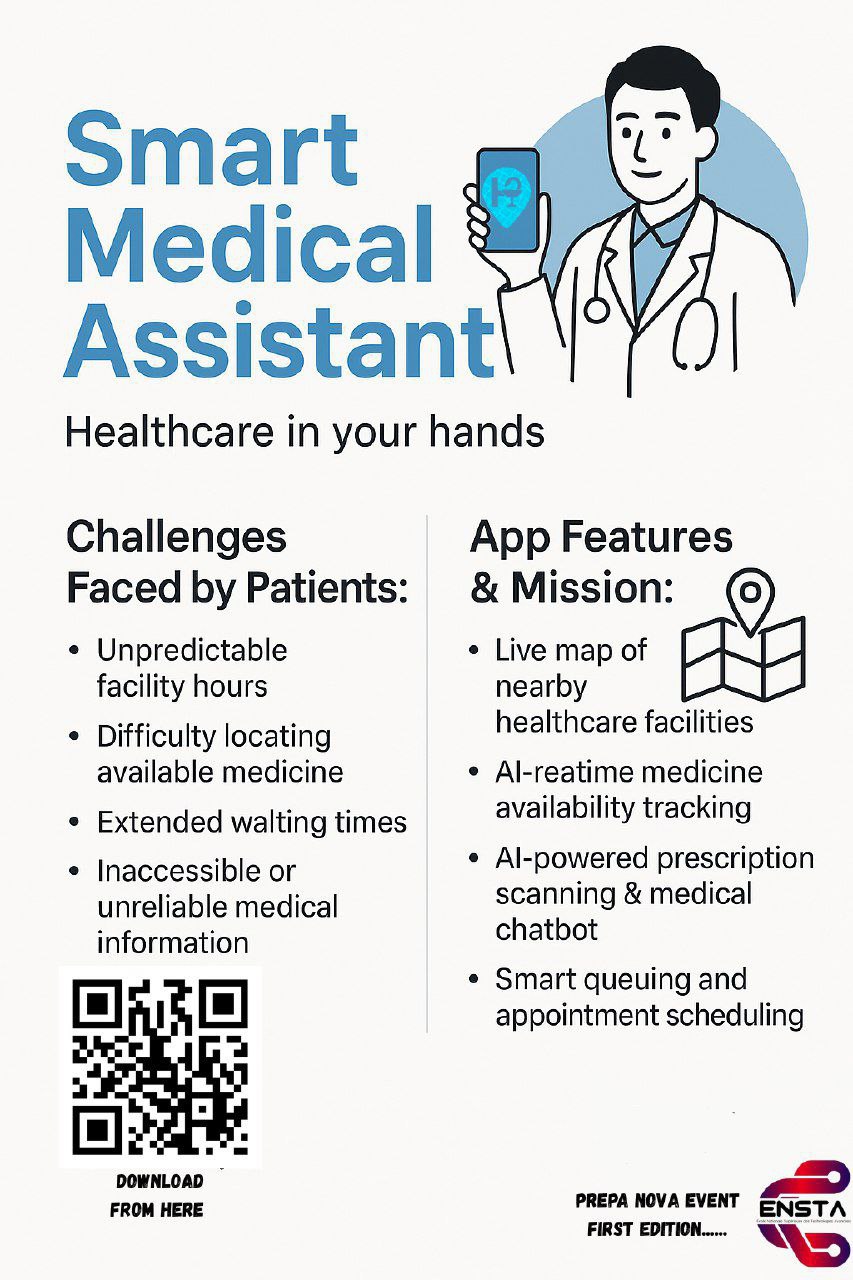 Smart
Medical
Assistant
Healthcare in your hands
Challenges
Faced by Patients:
• Unpredictable
facility hours
• Difficulty locating
available medicine
• Extended walting times
• Inaccessible or
unreliable medical
information
App Features
& Mission:
• Live map of
nearby
healthcare facilities
• AI-reatime medicine
availability tracking
• AI-powered prescription
scanning & medical
chatbot
• Smart queuing and
appointment scheduling
DOWNLOAD
FROM HERE
PREPA NOVA EVENT
FIRST EDITION......
ENSTA